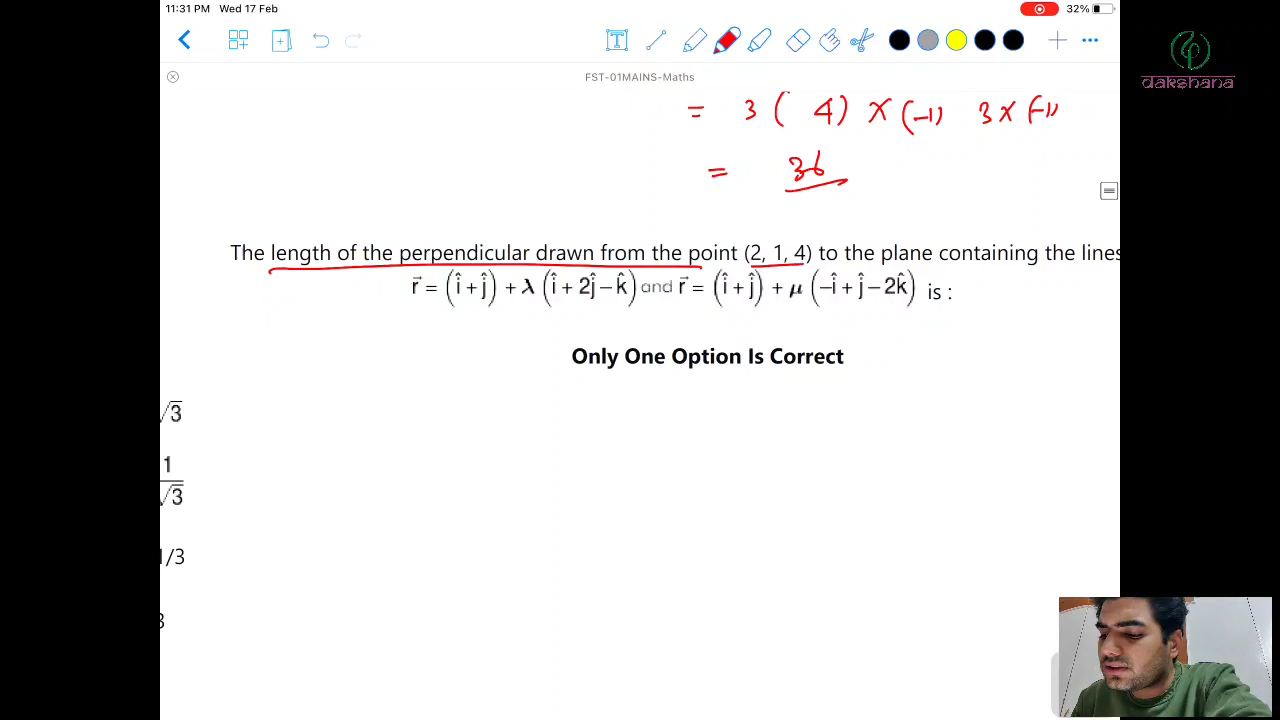 11:31 PM Wed 17 Feb
32%
dakshana
FST-01MAINS-Maths
= 3 ( 4) × (-1) 3 × (-1)
= 36
The length of the perpendicular drawn from the point (2, 1, 4) to the plane containing the lines
r⃗ = (î + ĵ) + λ (î + 2ĵ − k̂) and r⃗ = (î + ĵ) + μ (−î + ĵ − 2k̂) is :
Only One Option Is Correct
√3
1
√3
1/3
3